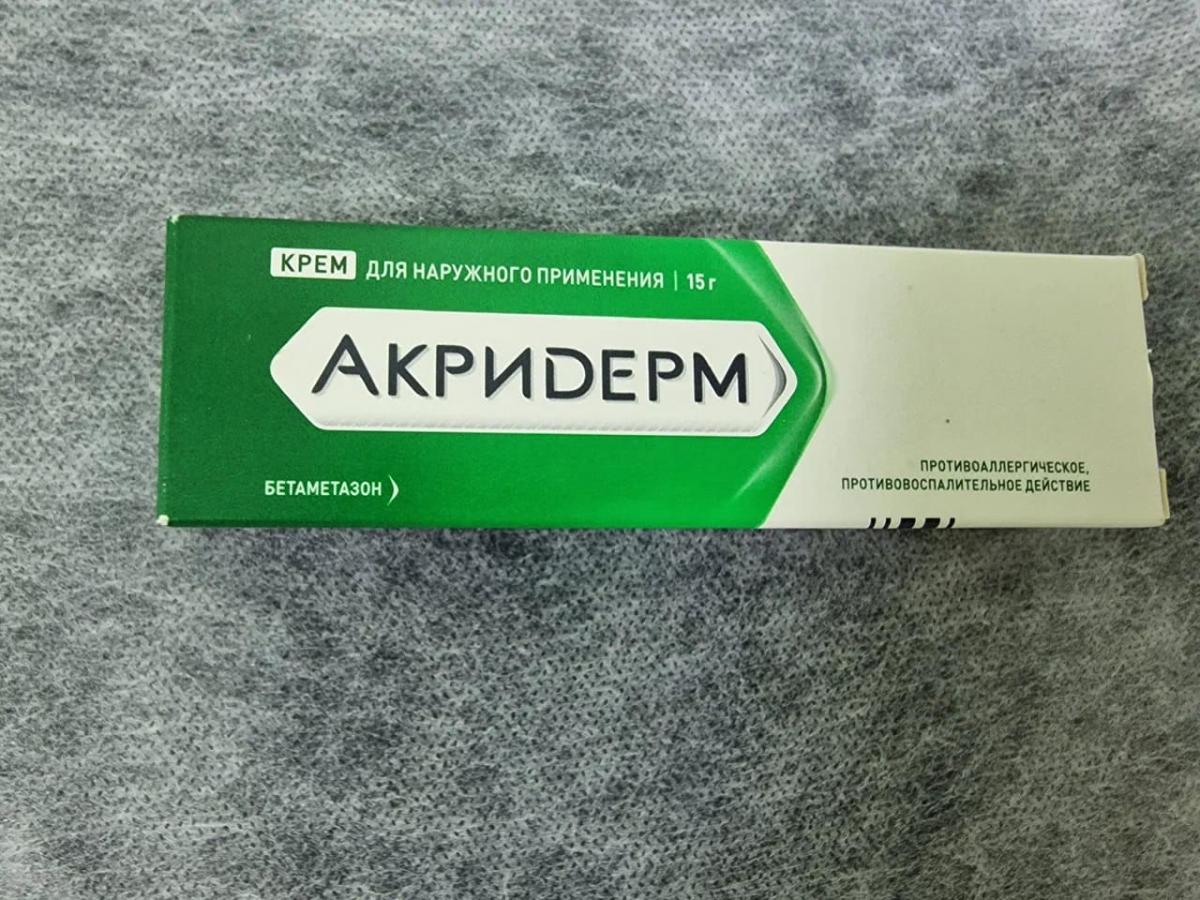 КРЕМ ДЛЯ НАРУЖНОГО ПРИМЕНЕНИЯ | 15 г
АКРИДЕРМ
БЕТАМЕТАЗОН
ПРОТИВОАЛЛЕРГИЧЕСКОЕ,
ПРОТИВОВОСПАЛИТЕЛЬНОЕ ДЕЙСТВИЕ